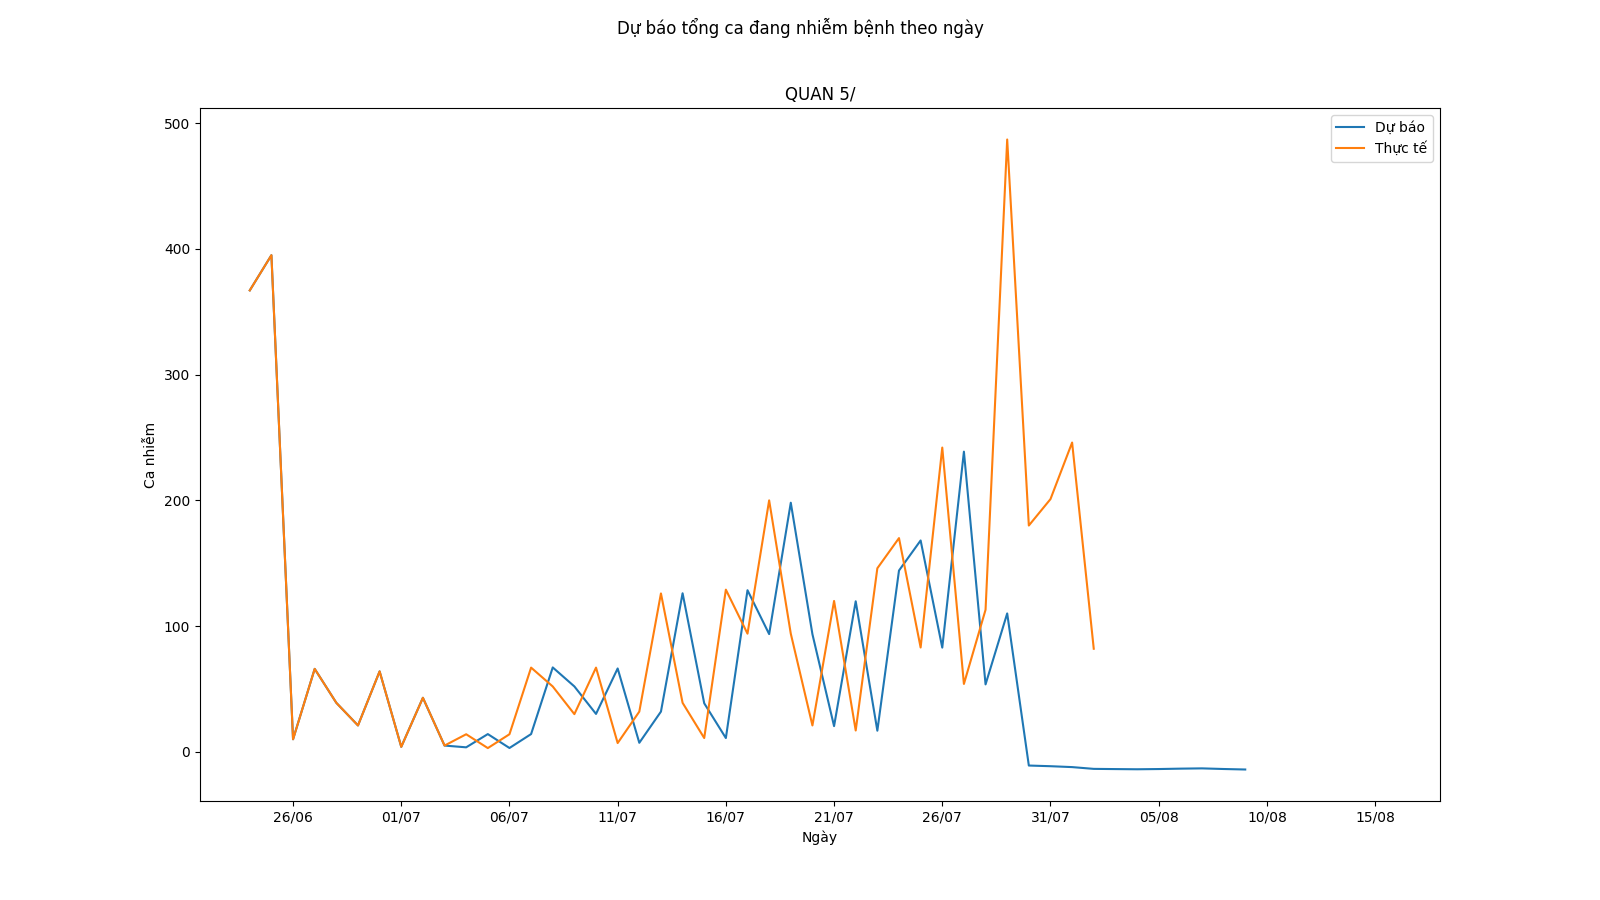 Dự báo tổng ca đang nhiễm bệnh theo ngày
QUAN 5/
Dự báo
Thực tế
Ca nhiễm
500
400
300
200
100
0
26/06 01/07 06/07 11/07 16/07 21/07 26/07 31/07 05/08 10/08 15/08
Ngày